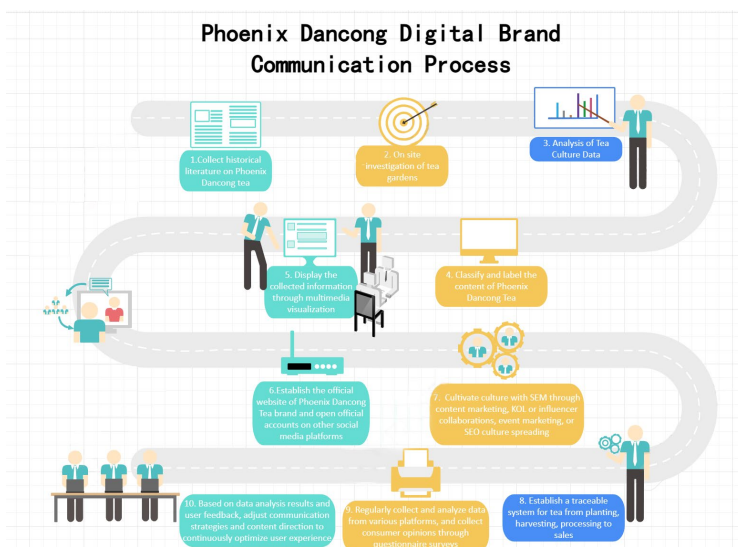 Phoenix Dancong Digital Brand
Communication Process
1.Collect historical
literature on Phoenix
Dancong tea
2. On site
investigation of tea
gardens
3. Analysis of Tea
Culture Data
5. Display the
collected information
through multimedia
visualization
4. Classify and label the
content of Phoenix
Dancong Tea
6.Establish the official
website of Phoenix Dancong
Tea brand and open official
accounts on other social
media platforms
7. Cultivate culture with SEM through
content marketing, KOL or influencer
collaborations, event marketing, or
SEO culture spreading
10. Based on data analysis results and
user feedback, adjust communication
strategies and content direction to
continuously optimize user experience
9. Regularly collect and analyze data
from various platforms, and collect
consumer opinions through
questionnaire surveys
8. Establish a traceable
system for tea from planting,
harvesting, processing to
sales